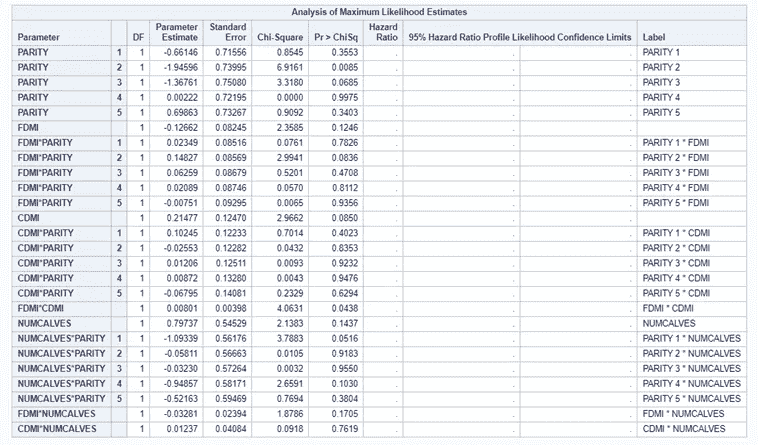 Analysis of Maximum Likelihood Estimates
Parameter DF Parameter Estimate Standard Error Chi-Square Pr > ChiSq Hazard Ratio 95% Hazard Ratio Profile Likelihood Confidence Limits Label
PARITY 1 1 -0.66146 0.71556 0.8545 0.3553 . . . PARITY 1
PARITY 2 1 -1.94596 0.73995 6.9161 0.0085 . . . PARITY 2
PARITY 3 1 -1.36761 0.75080 3.3180 0.0685 . . . PARITY 3
PARITY 4 1 0.00222 0.72195 0.0000 0.9975 . . . PARITY 4
PARITY 5 1 0.69863 0.73267 0.9092 0.3403 . . . PARITY 5
FDMI 1 -0.12662 0.08245 2.3585 0.1246 . . .
FDMI*PARITY 1 1 0.02349 0.08516 0.0761 0.7826 . . . PARITY 1 * FDMI
FDMI*PARITY 2 1 0.14827 0.08569 2.9941 0.0836 . . . PARITY 2 * FDMI
FDMI*PARITY 3 1 0.06259 0.08679 0.5201 0.4708 . . . PARITY 3 * FDMI
FDMI*PARITY 4 1 0.02089 0.08746 0.0570 0.8112 . . . PARITY 4 * FDMI
FDMI*PARITY 5 1 -0.00751 0.09295 0.0065 0.9356 . . . PARITY 5 * FDMI
CDMI 1 0.21477 0.12470 2.9662 0.0850 . . .
CDMI*PARITY 1 1 0.10245 0.12233 0.7014 0.4023 . . . PARITY 1 * CDMI
CDMI*PARITY 2 1 -0.02553 0.12282 0.0432 0.8353 . . . PARITY 2 * CDMI
CDMI*PARITY 3 1 0.01206 0.12511 0.0093 0.9232 . . . PARITY 3 * CDMI
CDMI*PARITY 4 1 0.00872 0.13280 0.0043 0.9476 . . . PARITY 4 * CDMI
CDMI*PARITY 5 1 -0.06795 0.14081 0.2329 0.6294 . . . PARITY 5 * CDMI
FDMI*CDMI 1 0.00801 0.00398 4.0631 0.0438 . . . FDMI * CDMI
NUMCALVES 1 0.79737 0.54529 2.1383 0.1437 . . . NUMCALVES
NUMCALVES*PARITY 1 1 -1.09339 0.56176 3.7883 0.0516 . . . PARITY 1 * NUMCALVES
NUMCALVES*PARITY 2 1 -0.05811 0.56663 0.0105 0.9183 . . . PARITY 2 * NUMCALVES
NUMCALVES*PARITY 3 1 -0.03230 0.57264 0.0032 0.9550 . . . PARITY 3 * NUMCALVES
NUMCALVES*PARITY 4 1 -0.94857 0.58171 2.6591 0.1030 . . . PARITY 4 * NUMCALVES
NUMCALVES*PARITY 5 1 -0.52163 0.59469 0.7694 0.3804 . . . PARITY 5 * NUMCALVES
FDMI*NUMCALVES 1 -0.03281 0.02394 1.8786 0.1705 . . . FDMI * NUMCALVES
CDMI*NUMCALVES 1 0.01237 0.04084 0.0918 0.7619 . . . CDMI * NUMCALVES